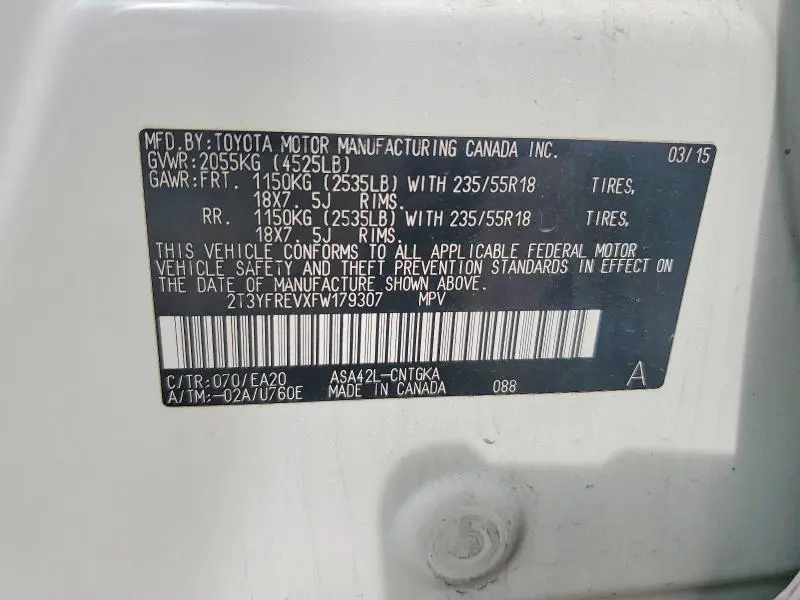 MFD.BY:TOYOTA MOTOR MANUFACTURING CANADA INC. 03/15
GVWR:2055KG (4525LB)
GAWR:FRT. 1150KG (2535LB) WITH 235/55R18 TIRES,
18X7.5J RIMS.
RR. 1150KG (2535LB) WITH 235/55R18 TIRES,
18X7.5J RIMS.
THIS VEHICLE CONFORMS TO ALL APPLICABLE FEDERAL MOTOR
VEHICLE SAFETY AND THEFT PREVENTION STANDARDS IN EFFECT ON
THE DATE OF MANUFACTURE SHOWN ABOVE.
2T3YFREVXFW179307 MPV
C/TR:070/EA20 ASA42L-CNTGKA
A/TM:-02A/U760E MADE IN CANADA 088 A